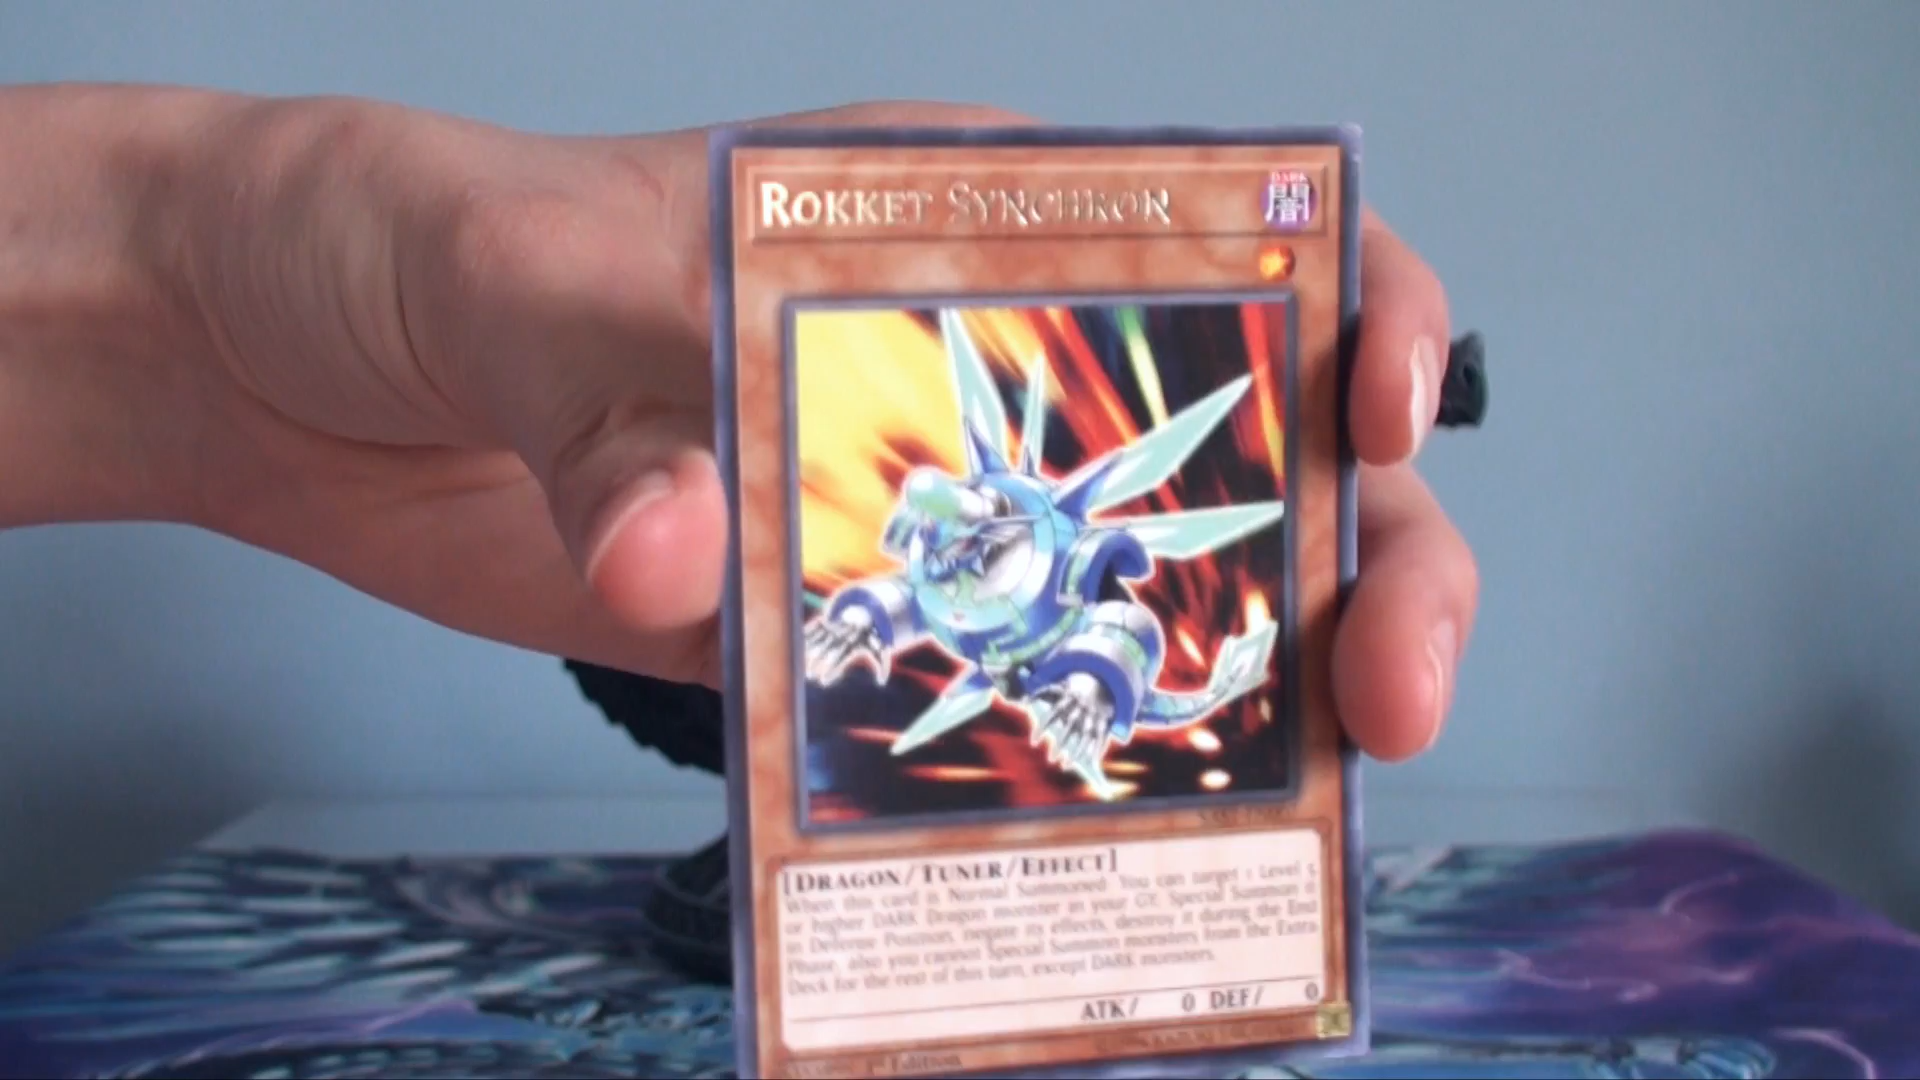 ROKKET SYNCHRON
DARK
闇
[DRAGON/TUNER/EFFECT]
When this card is Normal Summoned: You can target 1 Level 5
or higher DARK Dragon monster in your GY; Special Summon it
in Defense Position, negate its effects, destroy it during the End
Phase, also you cannot Special Summon monsters from the Extra
Deck for the rest of this turn, except DARK monsters.
ATK/ 0 DEF/ 0
1st Edition